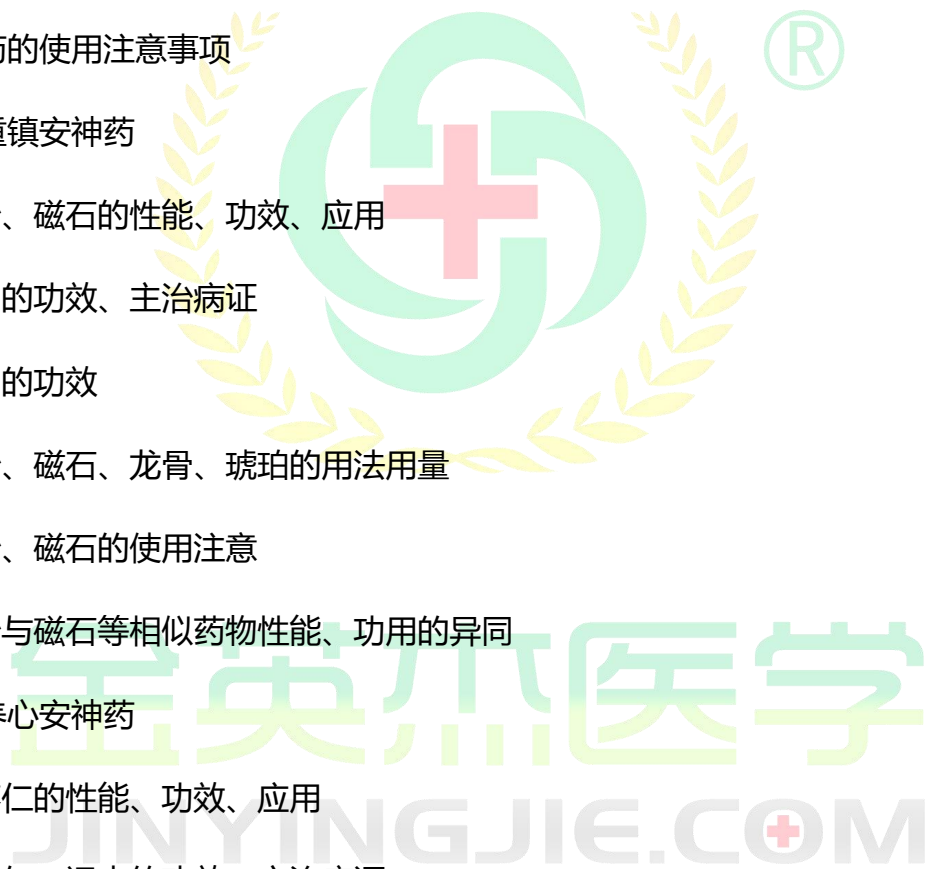 的使用注意事项
重镇安神药
、磁石的性能、功效、应用
的功效、主治病证
的功效
、磁石、龙骨、琥珀的用法用量
、磁石的使用注意
与磁石等相似药物性能、功用的异同
养心安神药
仁的性能、功效、应用
金英杰医学
JINYINGJIE.COM
®